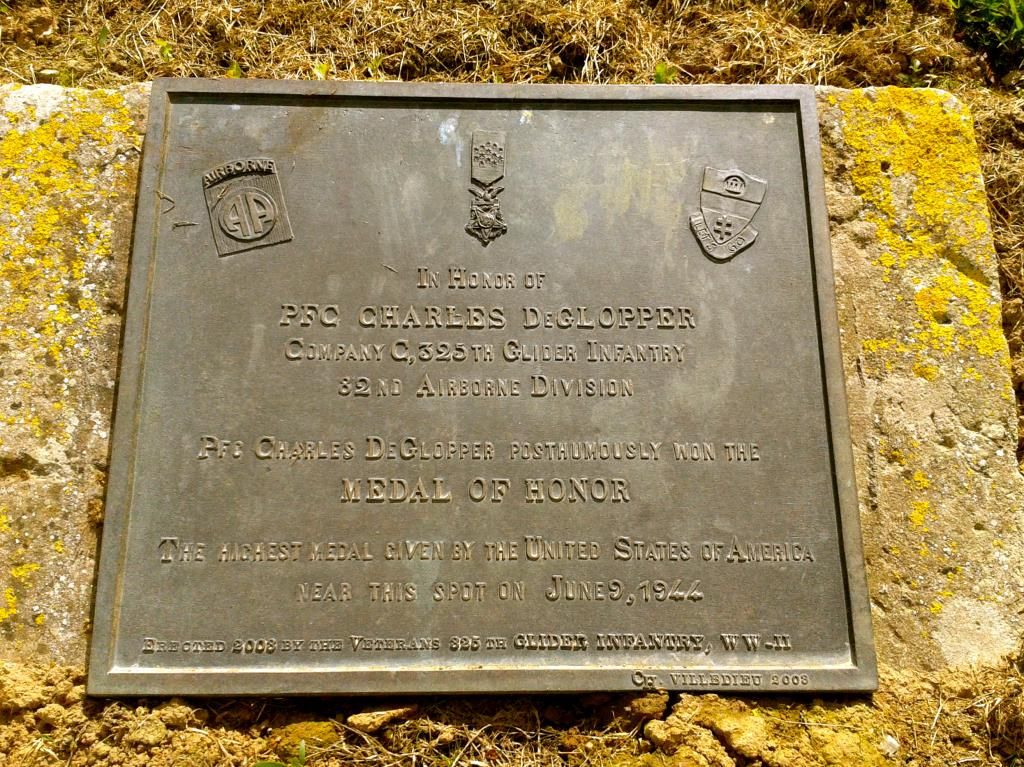 AIRBORNE
AA
IN HONOR OF
PFC CHARLES DeGLOPPER
COMPANY C, 325TH GLIDER INFANTRY
82ND AIRBORNE DIVISION
PFC CHARLES DEGLOPPER POSTHUMOUSLY WON THE
MEDAL OF HONOR
THE HIGHEST MEDAL GIVEN BY THE UNITED STATES OF AMERICA
NEAR THIS SPOT ON JUNE 9, 1944
ERECTED 2003 BY THE VETERANS 325TH GLIDER INFANTRY, WW-II
CH. VILLEDIEU 2003